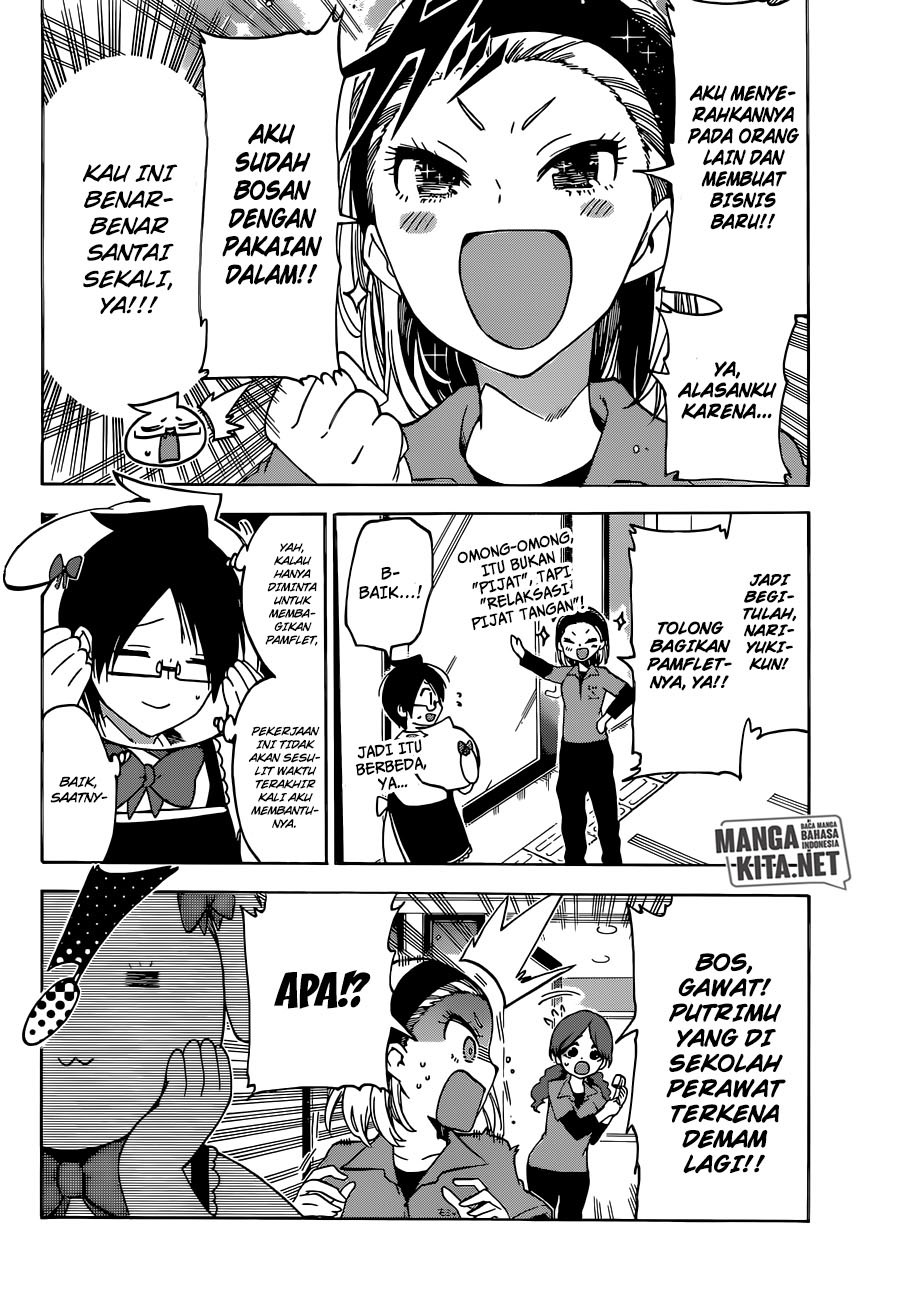 AKU MENYE-
RAHKANNYA
PADA ORANG
LAIN DAN
MEMBUAT
BISNIS
BARU!!
YA,
ALASANKU
KARENA...
AKU
SUDAH
BOSAN
DENGAN
PAKAIAN
DALAM!!
KAU INI
BENAR-
BENAR
SANTAI
SEKALI,
YA!!!
JADI
BEGI-
TULAH,
NARI-
YUKI-
KUN!
TOLONG
BAGIKAN
PAMFLET-
NYA, YA!!
OMONG-OMONG,
ITU BUKAN
"PIJAT", TAPI
"RELAKSASI
PIJAT TANGAN"!
B-
BAIK...!
JADI ITU
BERBEDA,
YA...
YAH,
KALAU
HANYA
DIMINTA
UNTUK
MEMBA-
GIKAN
PAMFLET,
PEKERJAAN
INI TIDAK
AKAN SESU-
LIT WAKTU
TERAKHIR
KALI AKU
MEMBANTU-
NYA.
BAIK,
SAATNY-
MANGA
BACA MANGA
BAHASA
INDONESIA
-KITA.NET
BOS,
GAWAT!
PUTRIMU
YANG DI
SEKOLAH
PERAWAT
TERKENA
DEMAM
LAGI!!
APA!?